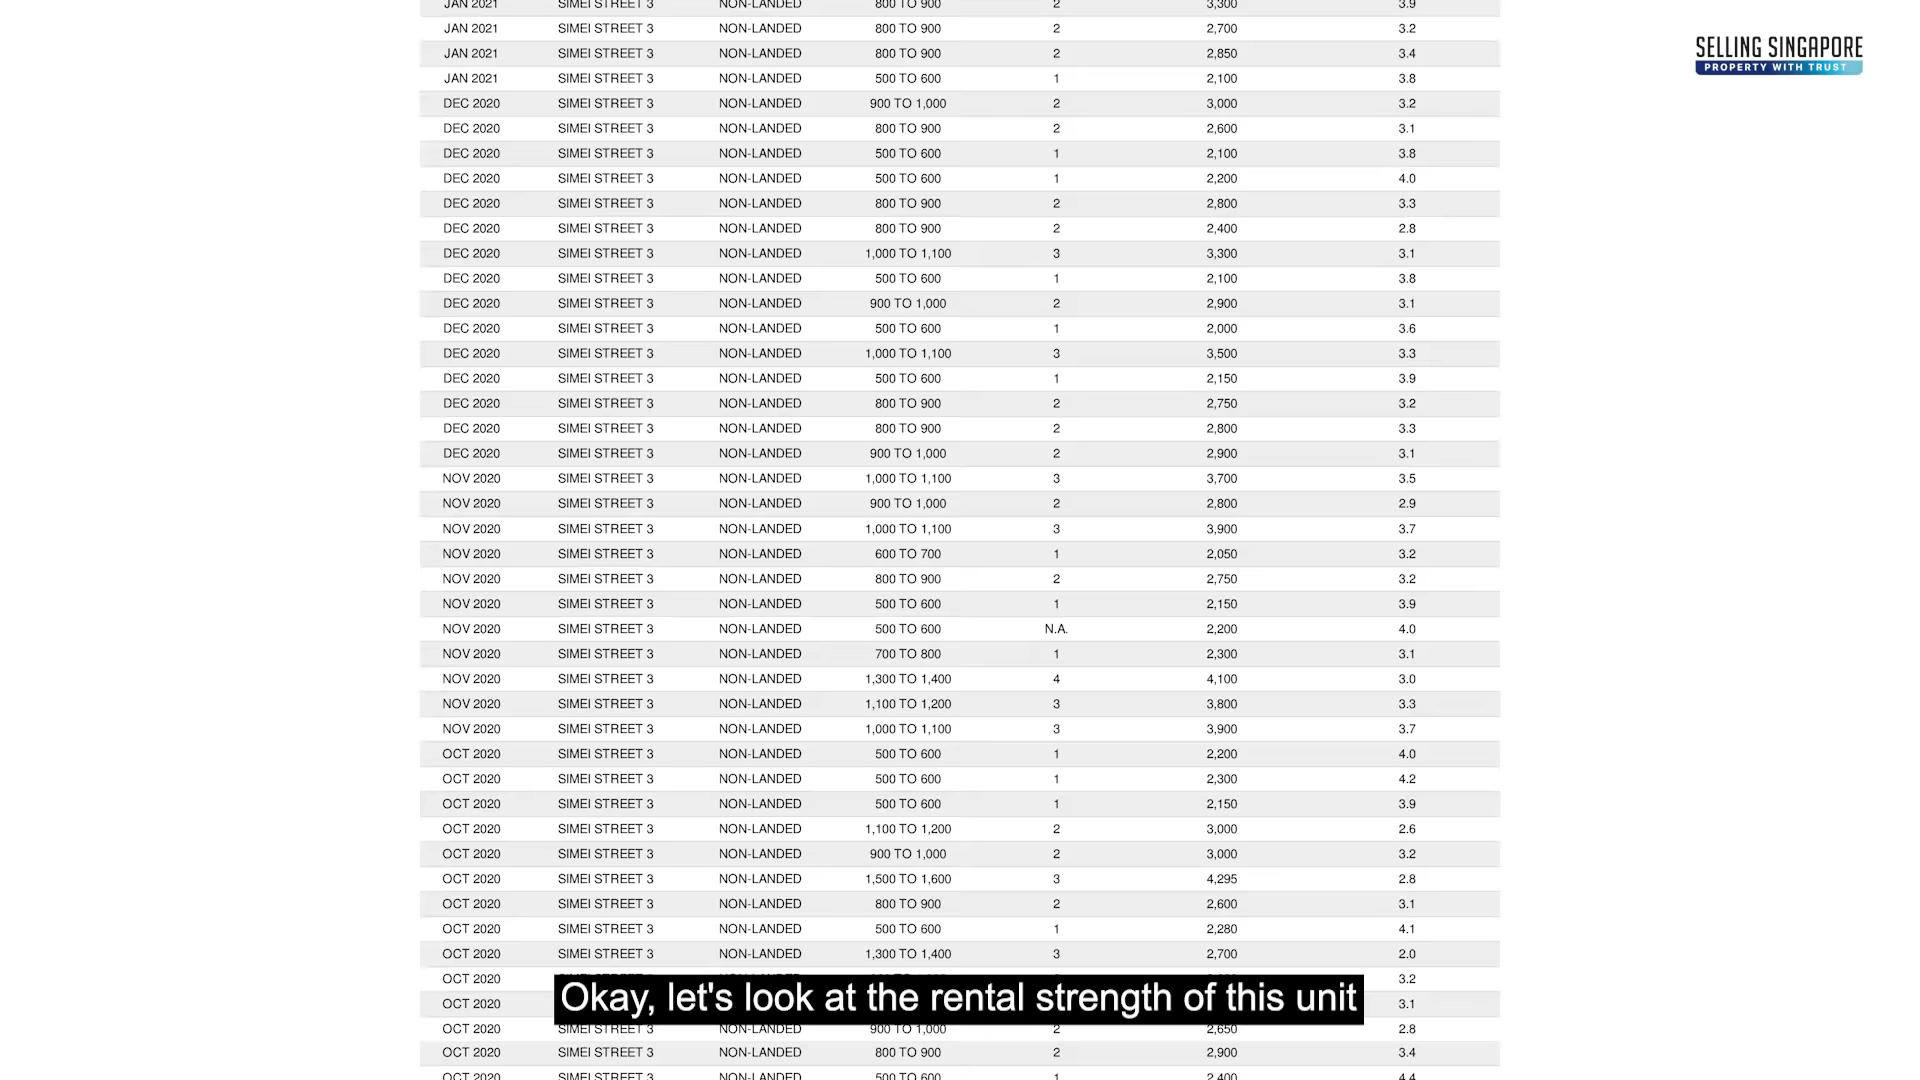 JAN 2021 SIMEI STREET 3 NON-LANDED 800 TO 900 2 3,300 3.9
SELLING SINGAPORE
PROPERTY WITH TRUST
JAN 2021 SIMEI STREET 3 NON-LANDED 800 TO 900 2 2,700 3.2
JAN 2021 SIMEI STREET 3 NON-LANDED 800 TO 900 2 2,850 3.4
JAN 2021 SIMEI STREET 3 NON-LANDED 500 TO 600 1 2,100 3.8
DEC 2020 SIMEI STREET 3 NON-LANDED 900 TO 1,000 2 3,000 3.2
DEC 2020 SIMEI STREET 3 NON-LANDED 800 TO 900 2 2,600 3.1
DEC 2020 SIMEI STREET 3 NON-LANDED 500 TO 600 1 2,100 3.8
DEC 2020 SIMEI STREET 3 NON-LANDED 500 TO 600 1 2,200 4.0
DEC 2020 SIMEI STREET 3 NON-LANDED 800 TO 900 2 2,800 3.3
DEC 2020 SIMEI STREET 3 NON-LANDED 800 TO 900 2 2,400 2.8
DEC 2020 SIMEI STREET 3 NON-LANDED 1,000 TO 1,100 3 3,300 3.1
DEC 2020 SIMEI STREET 3 NON-LANDED 500 TO 600 1 2,100 3.8
DEC 2020 SIMEI STREET 3 NON-LANDED 900 TO 1,000 2 2,900 3.1
DEC 2020 SIMEI STREET 3 NON-LANDED 500 TO 600 1 2,000 3.6
DEC 2020 SIMEI STREET 3 NON-LANDED 1,000 TO 1,100 3 3,500 3.3
DEC 2020 SIMEI STREET 3 NON-LANDED 500 TO 600 1 2,150 3.9
DEC 2020 SIMEI STREET 3 NON-LANDED 800 TO 900 2 2,750 3.2
DEC 2020 SIMEI STREET 3 NON-LANDED 800 TO 900 2 2,800 3.3
DEC 2020 SIMEI STREET 3 NON-LANDED 900 TO 1,000 2 2,900 3.1
NOV 2020 SIMEI STREET 3 NON-LANDED 1,000 TO 1,100 3 3,700 3.5
NOV 2020 SIMEI STREET 3 NON-LANDED 900 TO 1,000 2 2,800 2.9
NOV 2020 SIMEI STREET 3 NON-LANDED 1,000 TO 1,100 3 3,900 3.7
NOV 2020 SIMEI STREET 3 NON-LANDED 600 TO 700 1 2,050 3.2
NOV 2020 SIMEI STREET 3 NON-LANDED 800 TO 900 2 2,750 3.2
NOV 2020 SIMEI STREET 3 NON-LANDED 500 TO 600 1 2,150 3.9
NOV 2020 SIMEI STREET 3 NON-LANDED 500 TO 600 N.A. 2,200 4.0
NOV 2020 SIMEI STREET 3 NON-LANDED 700 TO 800 1 2,300 3.1
NOV 2020 SIMEI STREET 3 NON-LANDED 1,300 TO 1,400 4 4,100 3.0
NOV 2020 SIMEI STREET 3 NON-LANDED 1,100 TO 1,200 3 3,800 3.3
NOV 2020 SIMEI STREET 3 NON-LANDED 1,000 TO 1,100 3 3,900 3.7
OCT 2020 SIMEI STREET 3 NON-LANDED 500 TO 600 1 2,200 4.0
OCT 2020 SIMEI STREET 3 NON-LANDED 500 TO 600 1 2,300 4.2
OCT 2020 SIMEI STREET 3 NON-LANDED 500 TO 600 1 2,150 3.9
OCT 2020 SIMEI STREET 3 NON-LANDED 1,100 TO 1,200 2 3,000 2.6
OCT 2020 SIMEI STREET 3 NON-LANDED 900 TO 1,000 2 3,000 3.2
OCT 2020 SIMEI STREET 3 NON-LANDED 1,500 TO 1,600 3 4,295 2.8
OCT 2020 SIMEI STREET 3 NON-LANDED 800 TO 900 2 2,600 3.1
OCT 2020 SIMEI STREET 3 NON-LANDED 500 TO 600 1 2,280 4.1
OCT 2020 SIMEI STREET 3 NON-LANDED 1,300 TO 1,400 3 2,700 2.0
OCT 2020 3.2
OCT 2020 3.1
Okay, let's look at the rental strength of this unit
OCT 2020 SIMEI STREET 3 NON-LANDED 900 TO 1,000 2 2,650 2.8
OCT 2020 SIMEI STREET 3 NON-LANDED 800 TO 900 2 2,900 3.4
OCT 2020 SIMEI STREET 3 NON-LANDED 500 TO 600 1 2,400 4.4